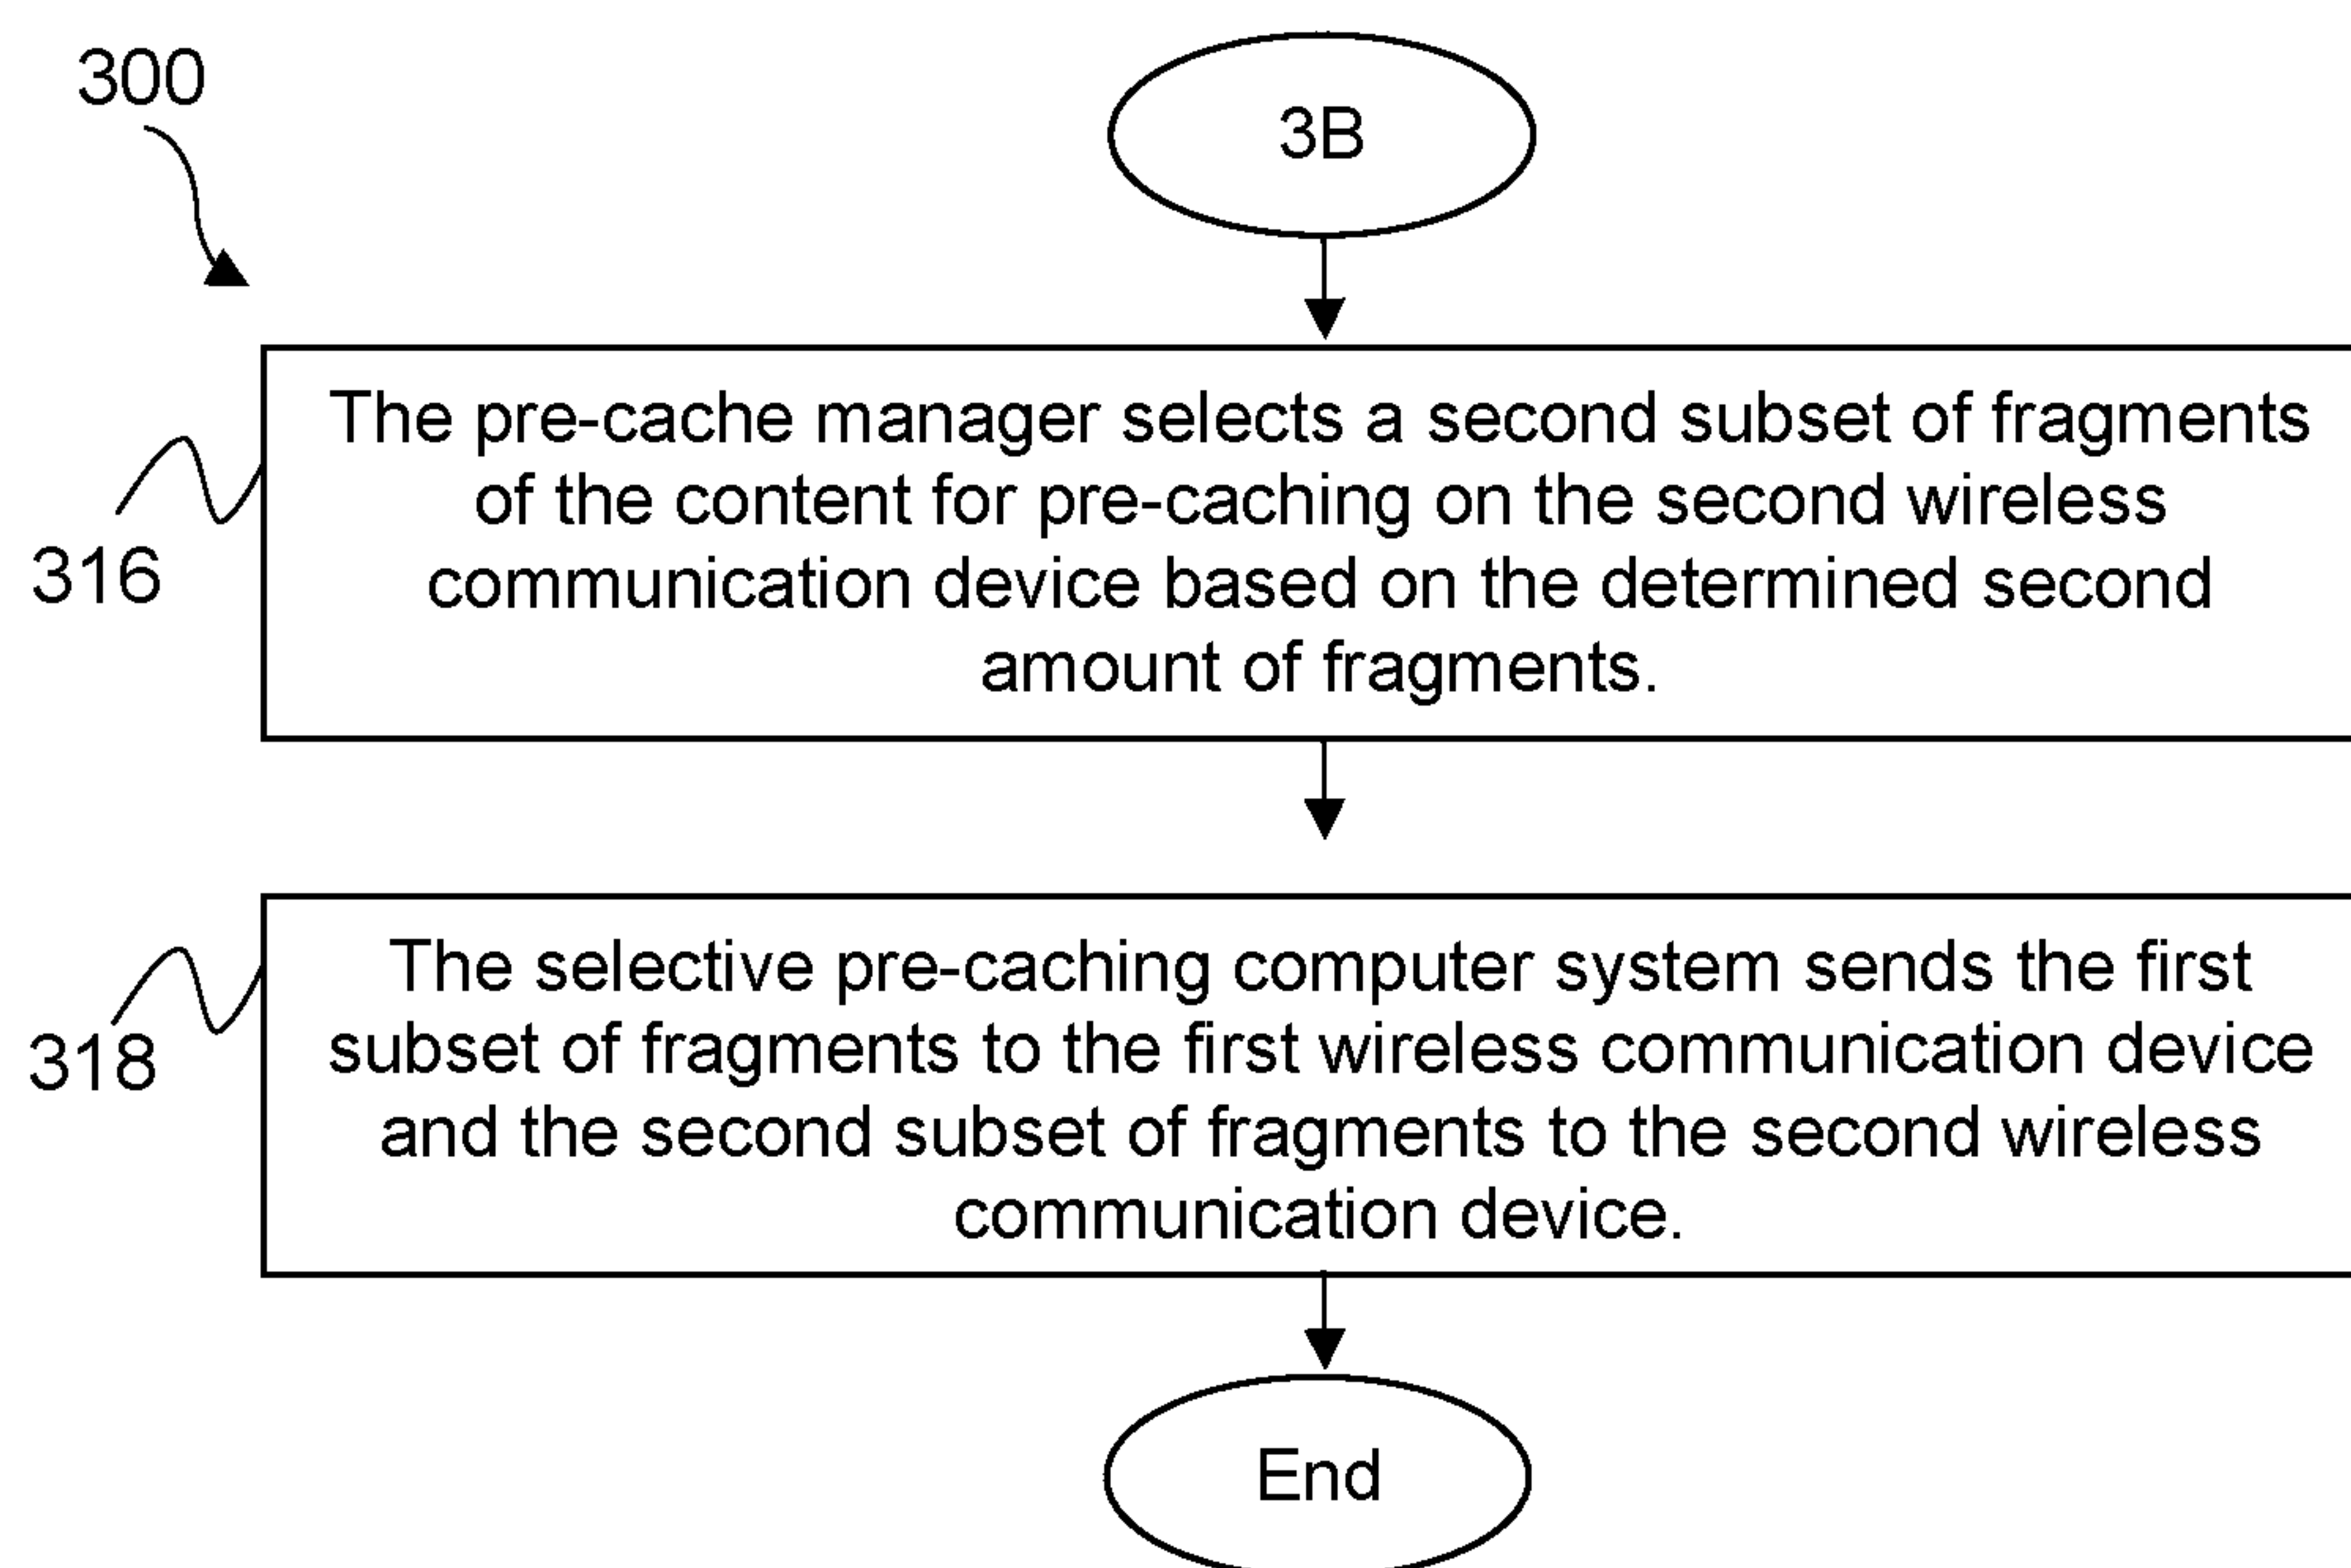 300
3B
The pre-cache manager selects a second subset of fragments
of the content for pre-caching on the second wireless
communication device based on the determined second
amount of fragments.
316
The selective pre-caching computer system sends the first
subset of fragments to the first wireless communication device
and the second subset of fragments to the second wireless
communication device.
318
End